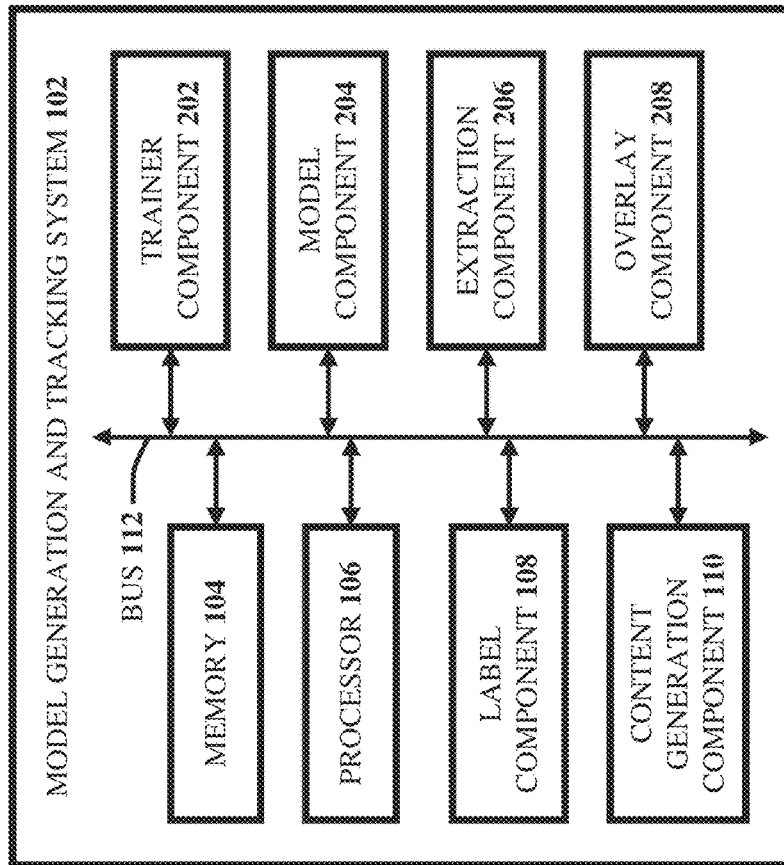 MODEL GENERATION AND TRACKING SYSTEM 102
BUS 112
MEMORY 104
PROCESSOR 106
LABEL
COMPONENT 108
CONTENT
GENERATION
COMPONENT 110
TRAINER
COMPONENT 202
MODEL
COMPONENT 204
EXTRACTION
COMPONENT 206
OVERLAY
COMPONENT 208